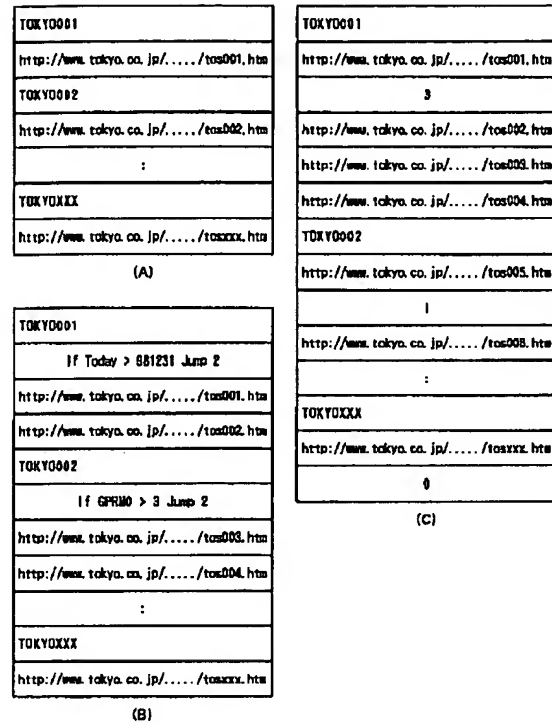 TOKYO001
http://www.tokyo.co.jp/...../tos001.htm
TOKYO002
http://www.tokyo.co.jp/...../tos002.htm
:
TOKYOXXX
http://www.tokyo.co.jp/...../tosxxx.htm
(A)
TOKYO001
If Today > 981231 Jump 2
http://www.tokyo.co.jp/...../tos001.htm
http://www.tokyo.co.jp/...../tos002.htm
TOKYO002
If GPRM0 > 3 Jump 2
http://www.tokyo.co.jp/...../tos003.htm
http://www.tokyo.co.jp/...../tos004.htm
:
TOKYOXXX
http://www.tokyo.co.jp/...../tosxxx.htm
(B)
TOKYO001
http://www.tokyo.co.jp/...../tos001.htm
3
http://www.tokyo.co.jp/...../tos002.htm
http://www.tokyo.co.jp/...../tos003.htm
http://www.tokyo.co.jp/...../tos004.htm
TOKYO002
http://www.tokyo.co.jp/...../tos005.htm
1
http://www.tokyo.co.jp/...../tos006.htm
:
TOKYOXXX
http://www.tokyo.co.jp/...../tosxxx.htm
0
(C)